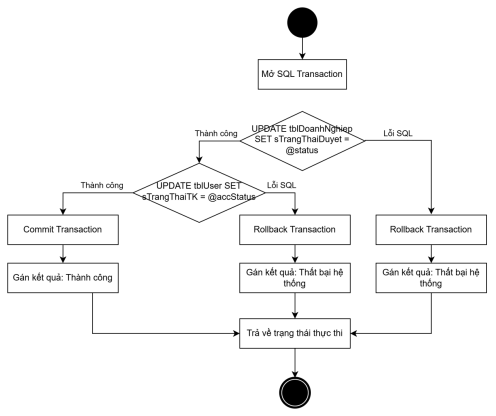 Mở SQL Transaction
UPDATE tblDoanhNghiep
SET sTrangThaiDuyet =
@status
Thành công
Lỗi SQL
UPDATE tblUser SET
sTrangThaiTK = @accStatus
Thành công
Lỗi SQL
Commit Transaction
Rollback Transaction
Rollback Transaction
Gán kết quả: Thành công
Gán kết quả: Thất bại hệ
thống
Gán kết quả: Thất bại hệ
thống
Trả về trạng thái thực thi